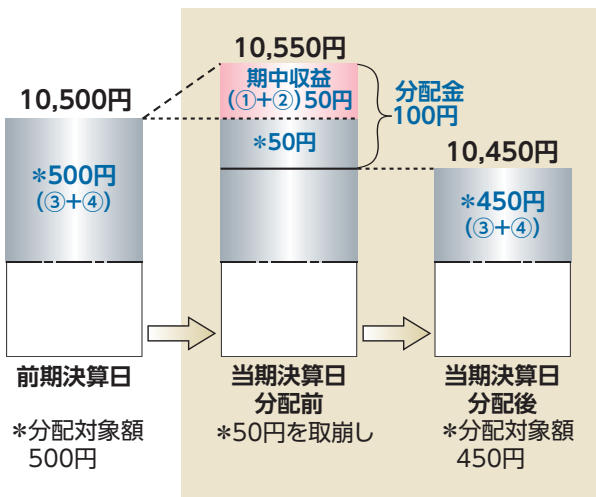 10,500円
*500円
(③+④)
前期決算日
*分配対象額
500円
10,550円
期中収益
(①+②)50円
*50円
分配金
100円
当期決算日
分配前
*50円を取崩し
10,450円
*450円
(③+④)
当期決算日
分配後
*分配対象額
450円